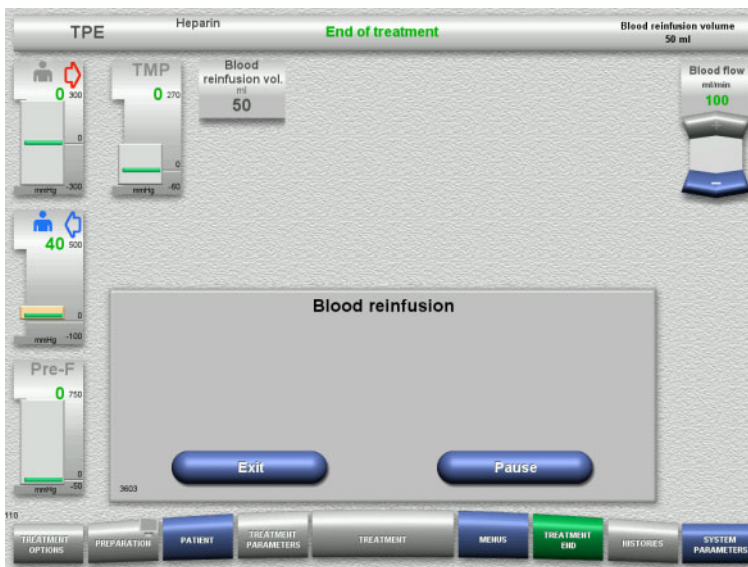 TPE
Heparin
End of treatment
Blood reinfusion volume
50 ml
0
300
0
mmHg
-300
TMP
0
270
0
mmHg
-60
Blood
reinfusion vol.
ml
50
Blood flow
ml/min
100
40
500
0
mmHg
-100
Pre-F
0
750
0
mmHg
-50
Blood reinfusion
Exit
Pause
3603
110
TREATMENT
OPTIONS
PREPARATION
PATIENT
TREATMENT
PARAMETERS
TREATMENT
MENUS
TREATMENT
END
HISTORIES
SYSTEM
PARAMETERS